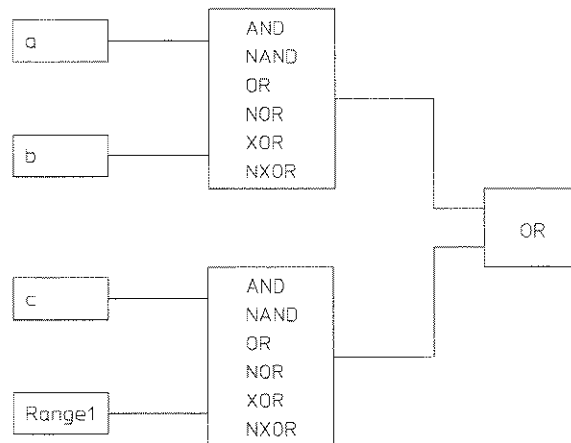 a
b
AND
NAND
OR
NOR
XOR
NXOR
OR
c
Range1
AND
NAND
OR
NOR
XOR
NXOR